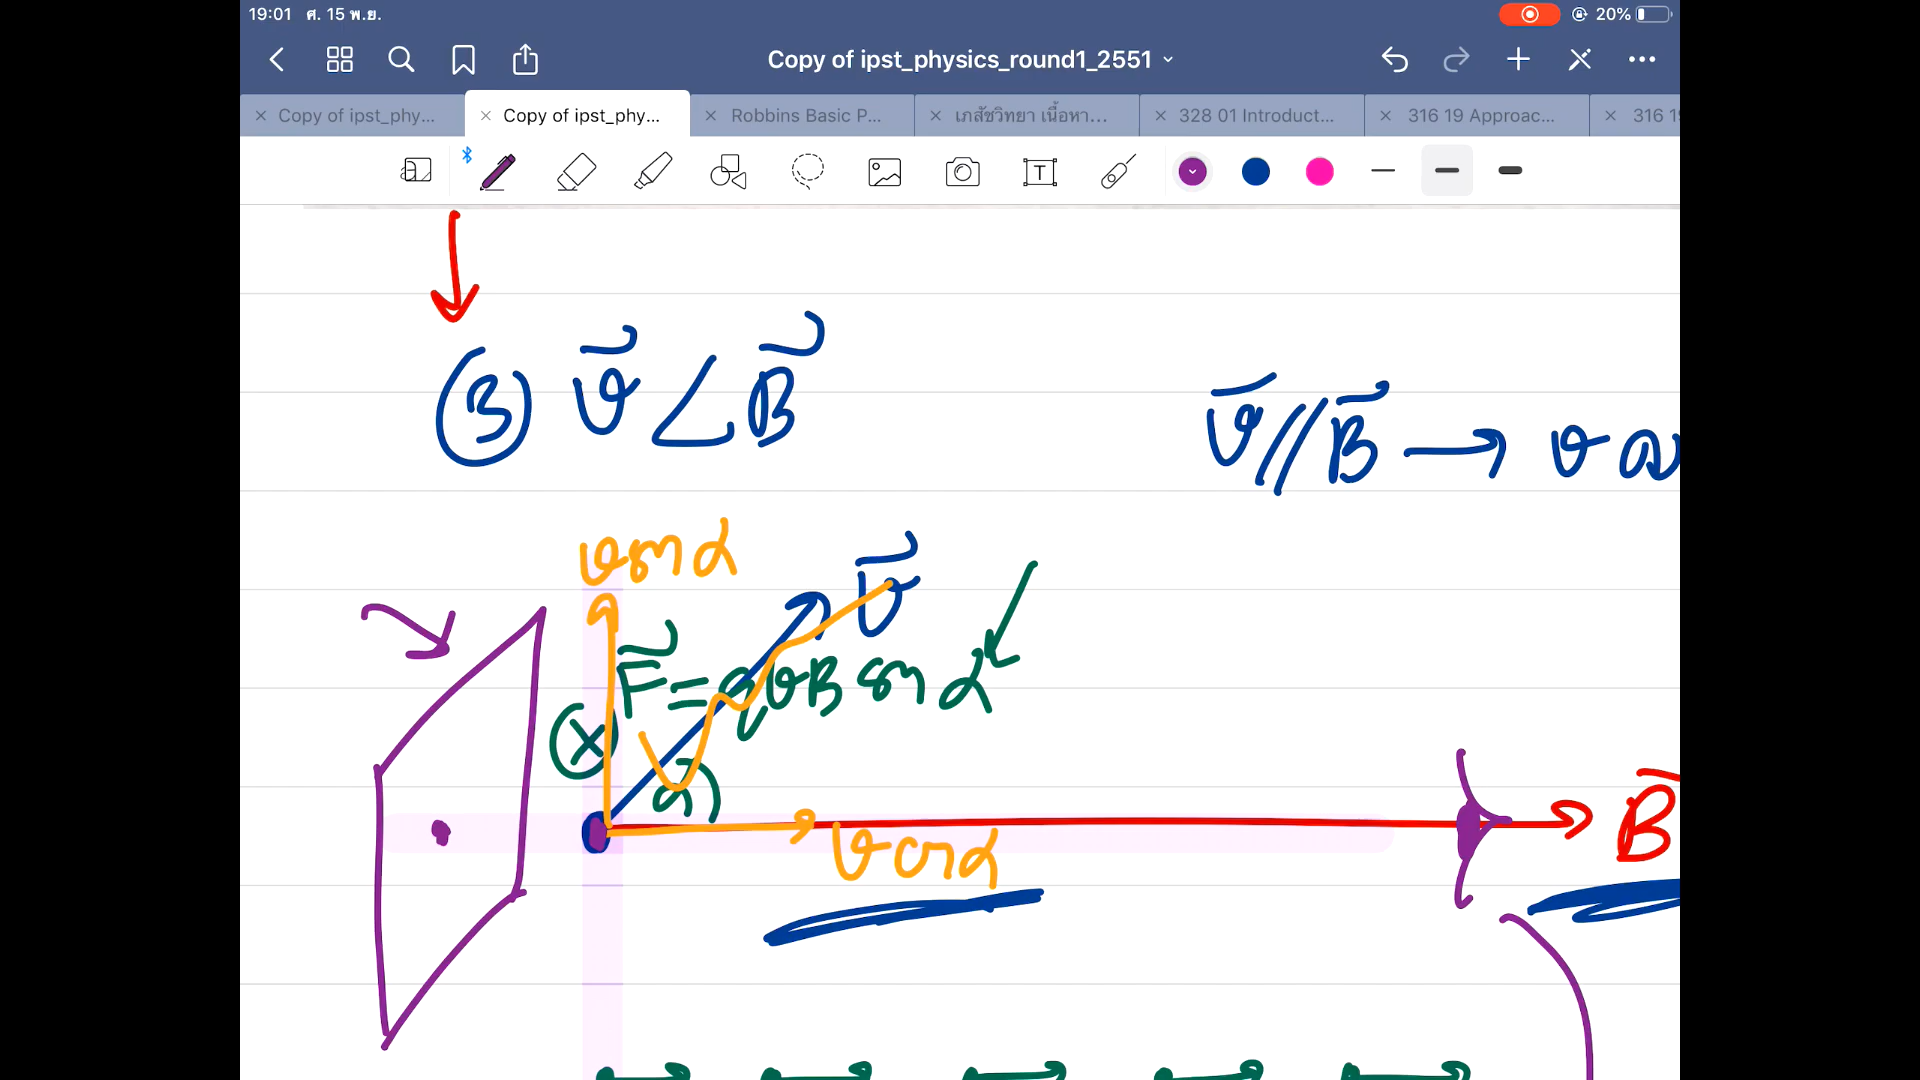 19:01 ศ. 15 พ.ย.
20%
Copy of ipst_physics_round1_2551
Copy of ipst_phy...
Copy of ipst_phy...
Robbins Basic P...
เภสัชวิทยา เนื้อหา...
328 01 Introduct...
316 19 Approac...
316 19
T
③ v⃗ ∠ B⃗
v⃗ // B⃗ → v
v sin α
v⃗
F⃗ = qvB sin α
ⓧ
α
v cos α
B⃗